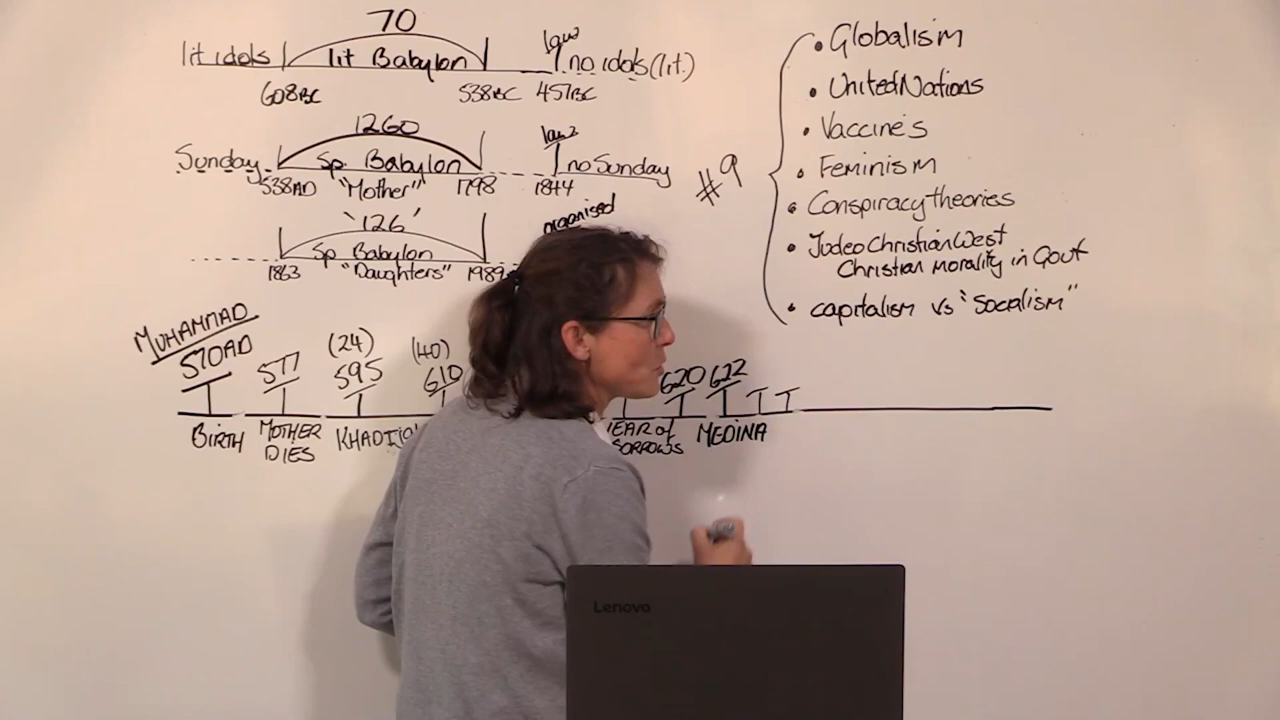 70
lit idols lit Babylon law no idols (lit.)
608BC 538BC 457BC
1260
Sunday Sp. Babylon law no Sunday
538AD "Mother" 1798 1844
'126' organised
Sp Babylon
1863 "Daughters" 1989
#9
• Globalism
• United Nations
• Vaccine's
• Feminism
• Conspiracy theories
• Judeo Christian West
Christian morality in Govt
• capitalism vs "Socalism"
MUHAMMAD
570AD 577 (24) 595 (40) 610 620 622
BIRTH MOTHER DIES YEAR of SORROWS MEDINA
Lenovo